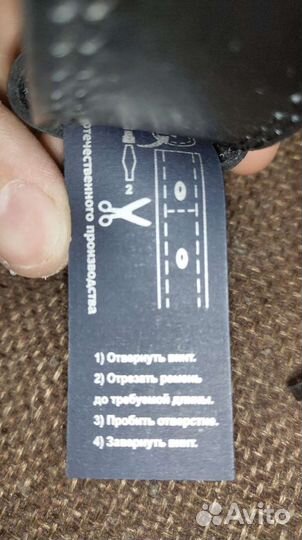 отечественного производства
2
1) Отвернуть винт.
2) Отрезать ремень
до требуемой длины.
3) Пробить отверстие.
4) Завернуть винт.
Avito